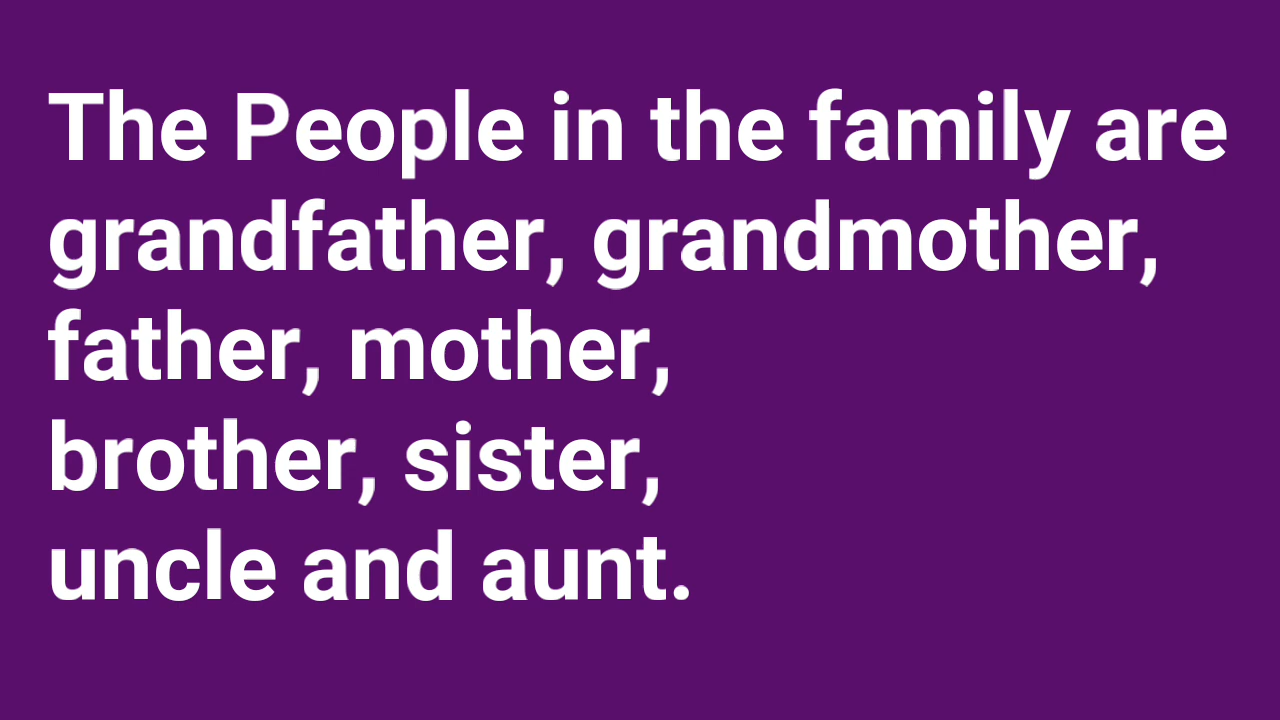 The People in the family are
grandfather, grandmother,
father, mother,
brother, sister,
uncle and aunt.